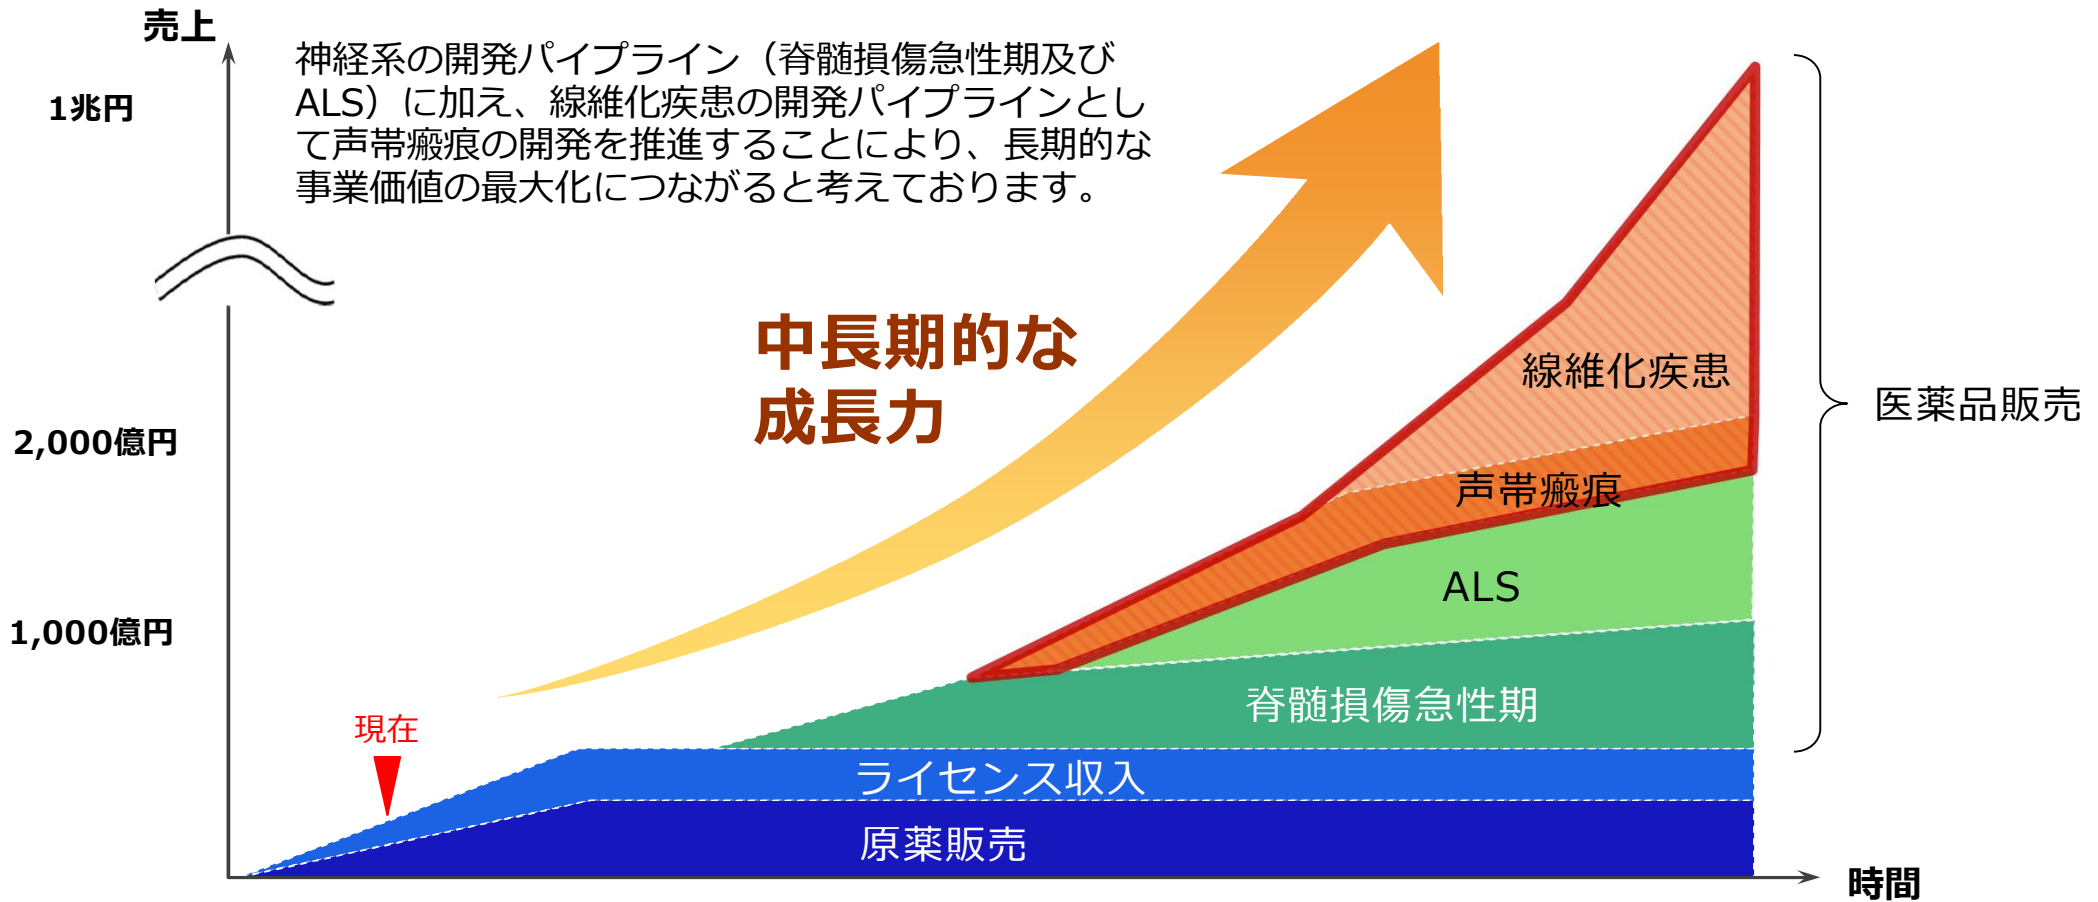 売上
神経系の開発パイプライン（脊髄損傷急性期及び
ALS）に加え、線維化疾患の開発パイプラインとし
て声帯瘢痕の開発を推進することにより、長期的な
事業価値の最大化につながると考えております。
1兆円
中長期的な
成長力
線維化疾患
医薬品販売
2,000億円
声帯瘢痕
ALS
1,000億円
脊髄損傷急性期
現在
ライセンス収入
原薬販売
時間